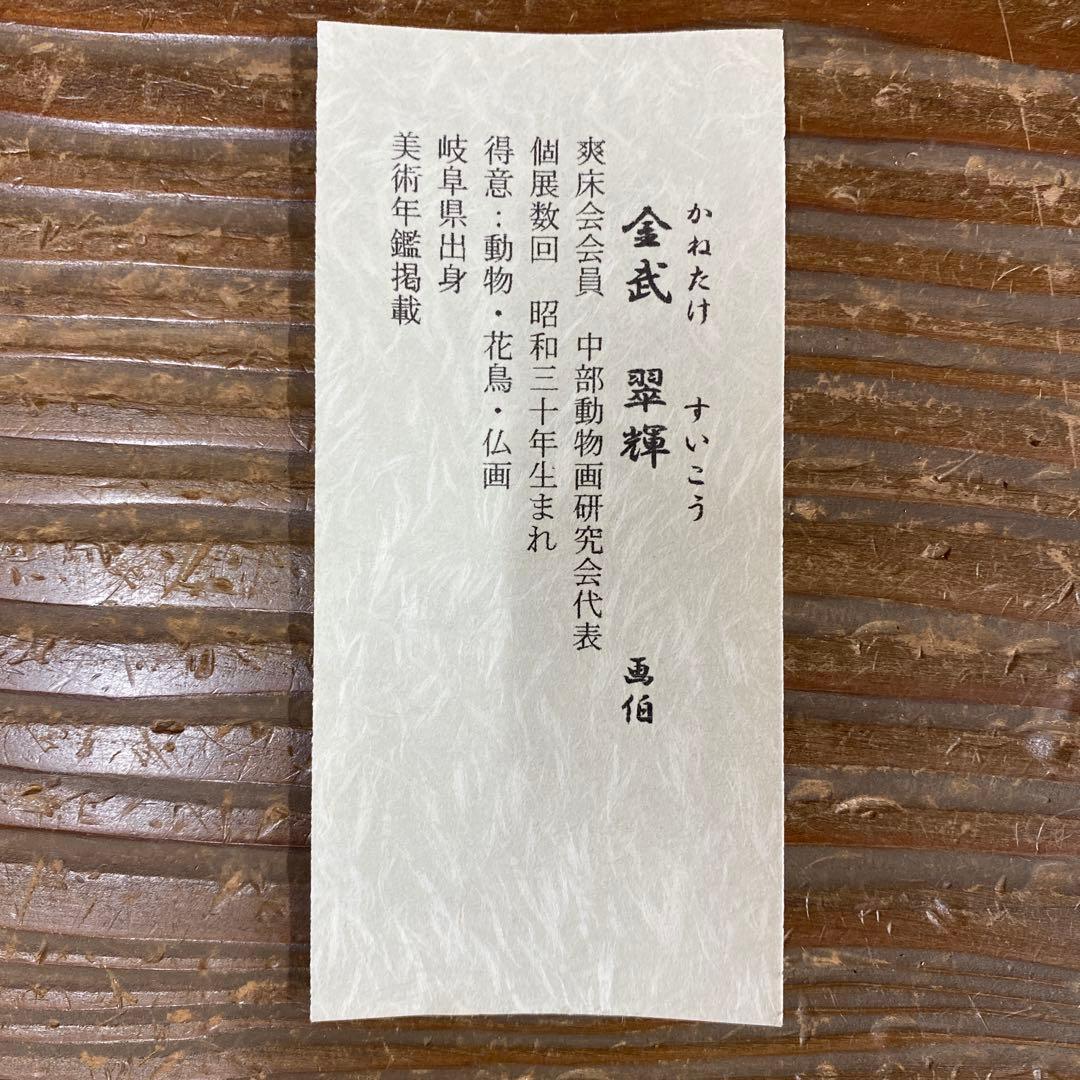 かねたけ　すいこう
金武　翠輝　画伯
爽床会会員　中部動物画研究会代表
個展数回　昭和三十年生まれ
得意：動物・花鳥・仏画
岐阜県出身
美術年鑑掲載